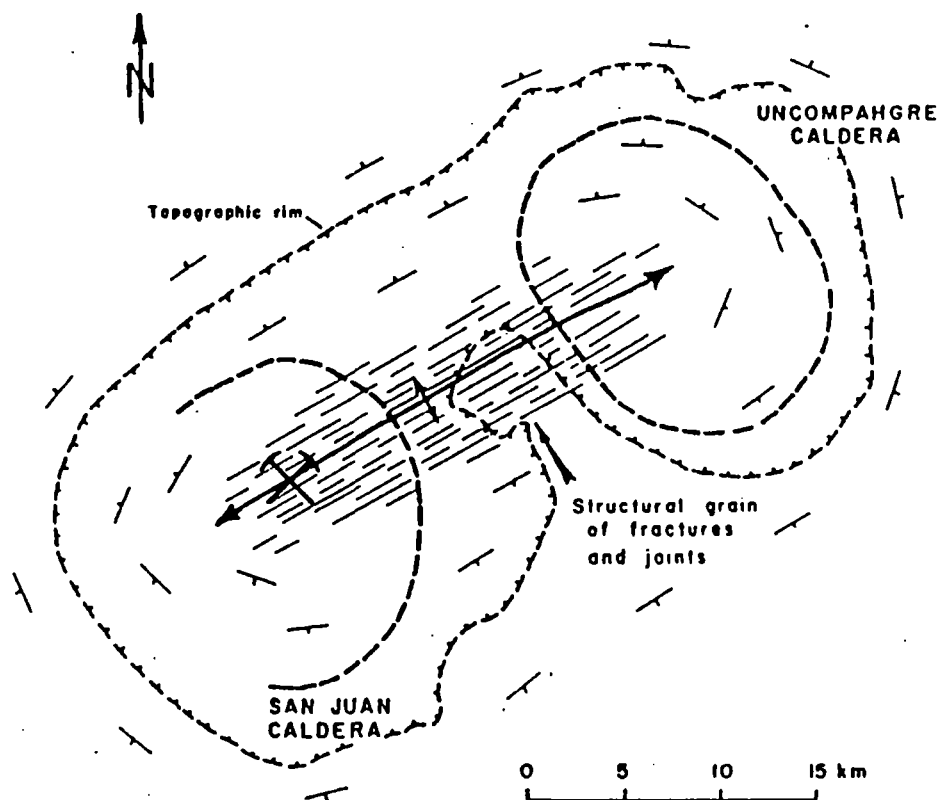 N
UNCOMPAHGRE
CALDERA
Topographic rim
Structural grain
of fractures
and joints
SAN JUAN
CALDERA
0 5 10 15 km